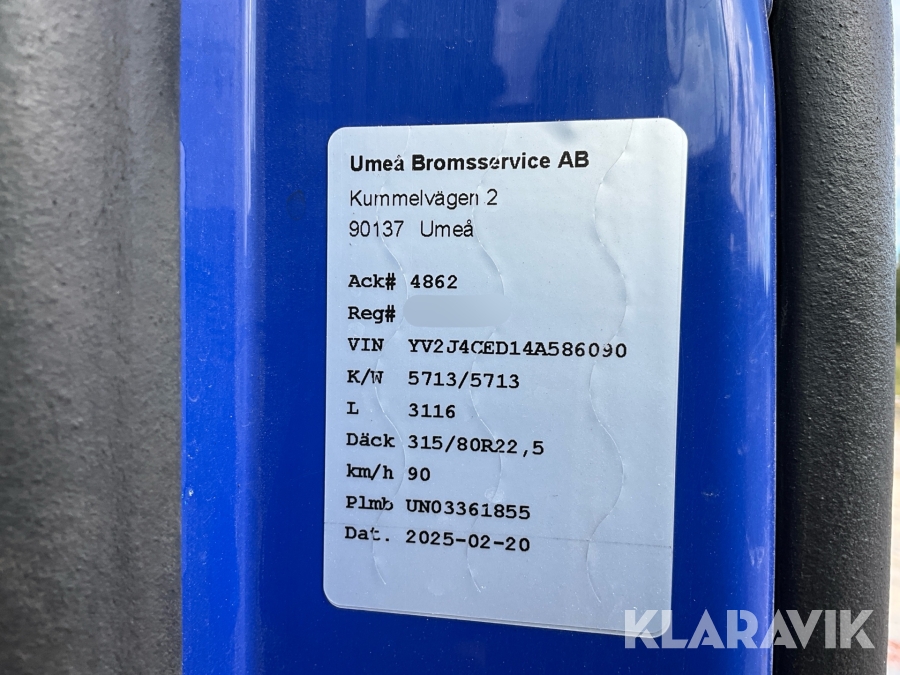 Umeå Bromsservice AB
Kummelvägen 2
90137 Umeå
Ack# 4862
Reg#
VIN YV2J4CED14A586090
K/W 5713/5713
L 3116
Däck 315/80R22,5
km/h 90
Plmb UN03361855
Dat. 2025-02-20
KLARAVIK